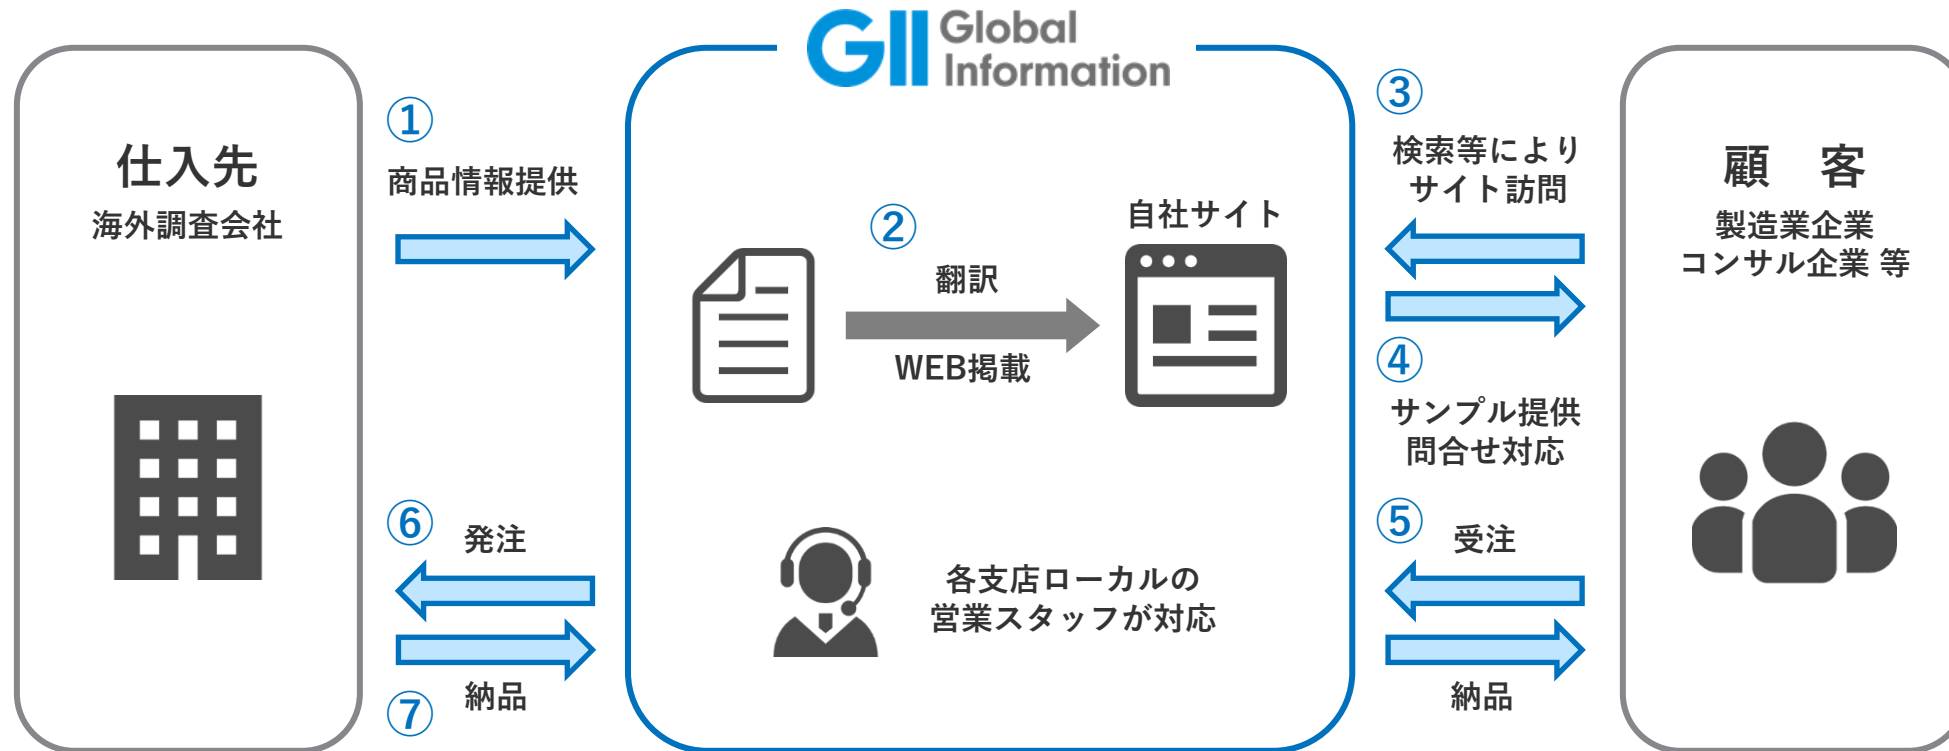 GII Global
Information
仕入先
海外調査会社
①
商品情報提供
②
翻訳
WEB掲載
自社サイト
③
検索等により
サイト訪問
④
サンプル提供
問合せ対応
顧　客
製造業企業
コンサル企業 等
⑤
受注
納品
各支店ローカルの
営業スタッフが対応
⑥
発注
納品
⑦